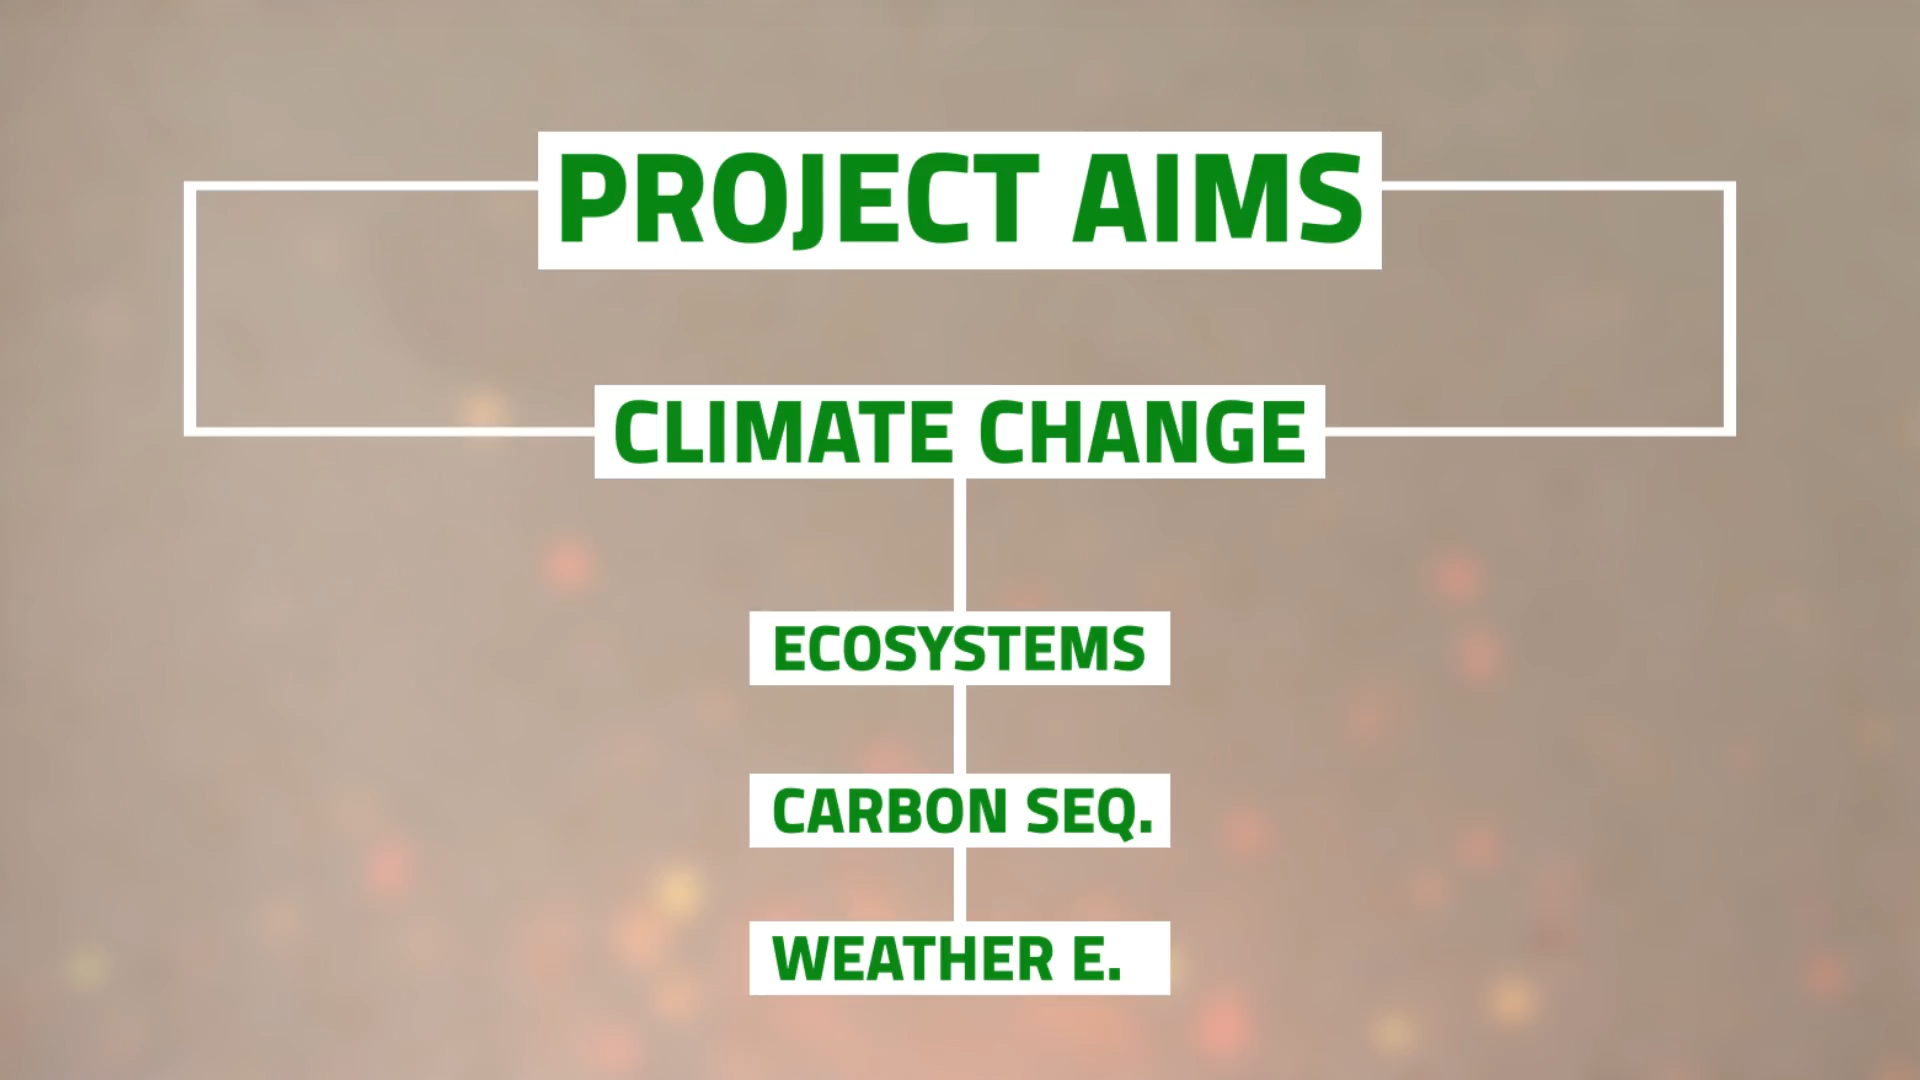 PROJECT AIMS
CLIMATE CHANGE
ECOSYSTEMS
CARBON SEQ.
WEATHER E.